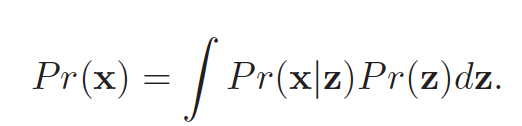 Pr(𝐱) = ∫ Pr(𝐱|𝐳)Pr(𝐳)d𝐳.